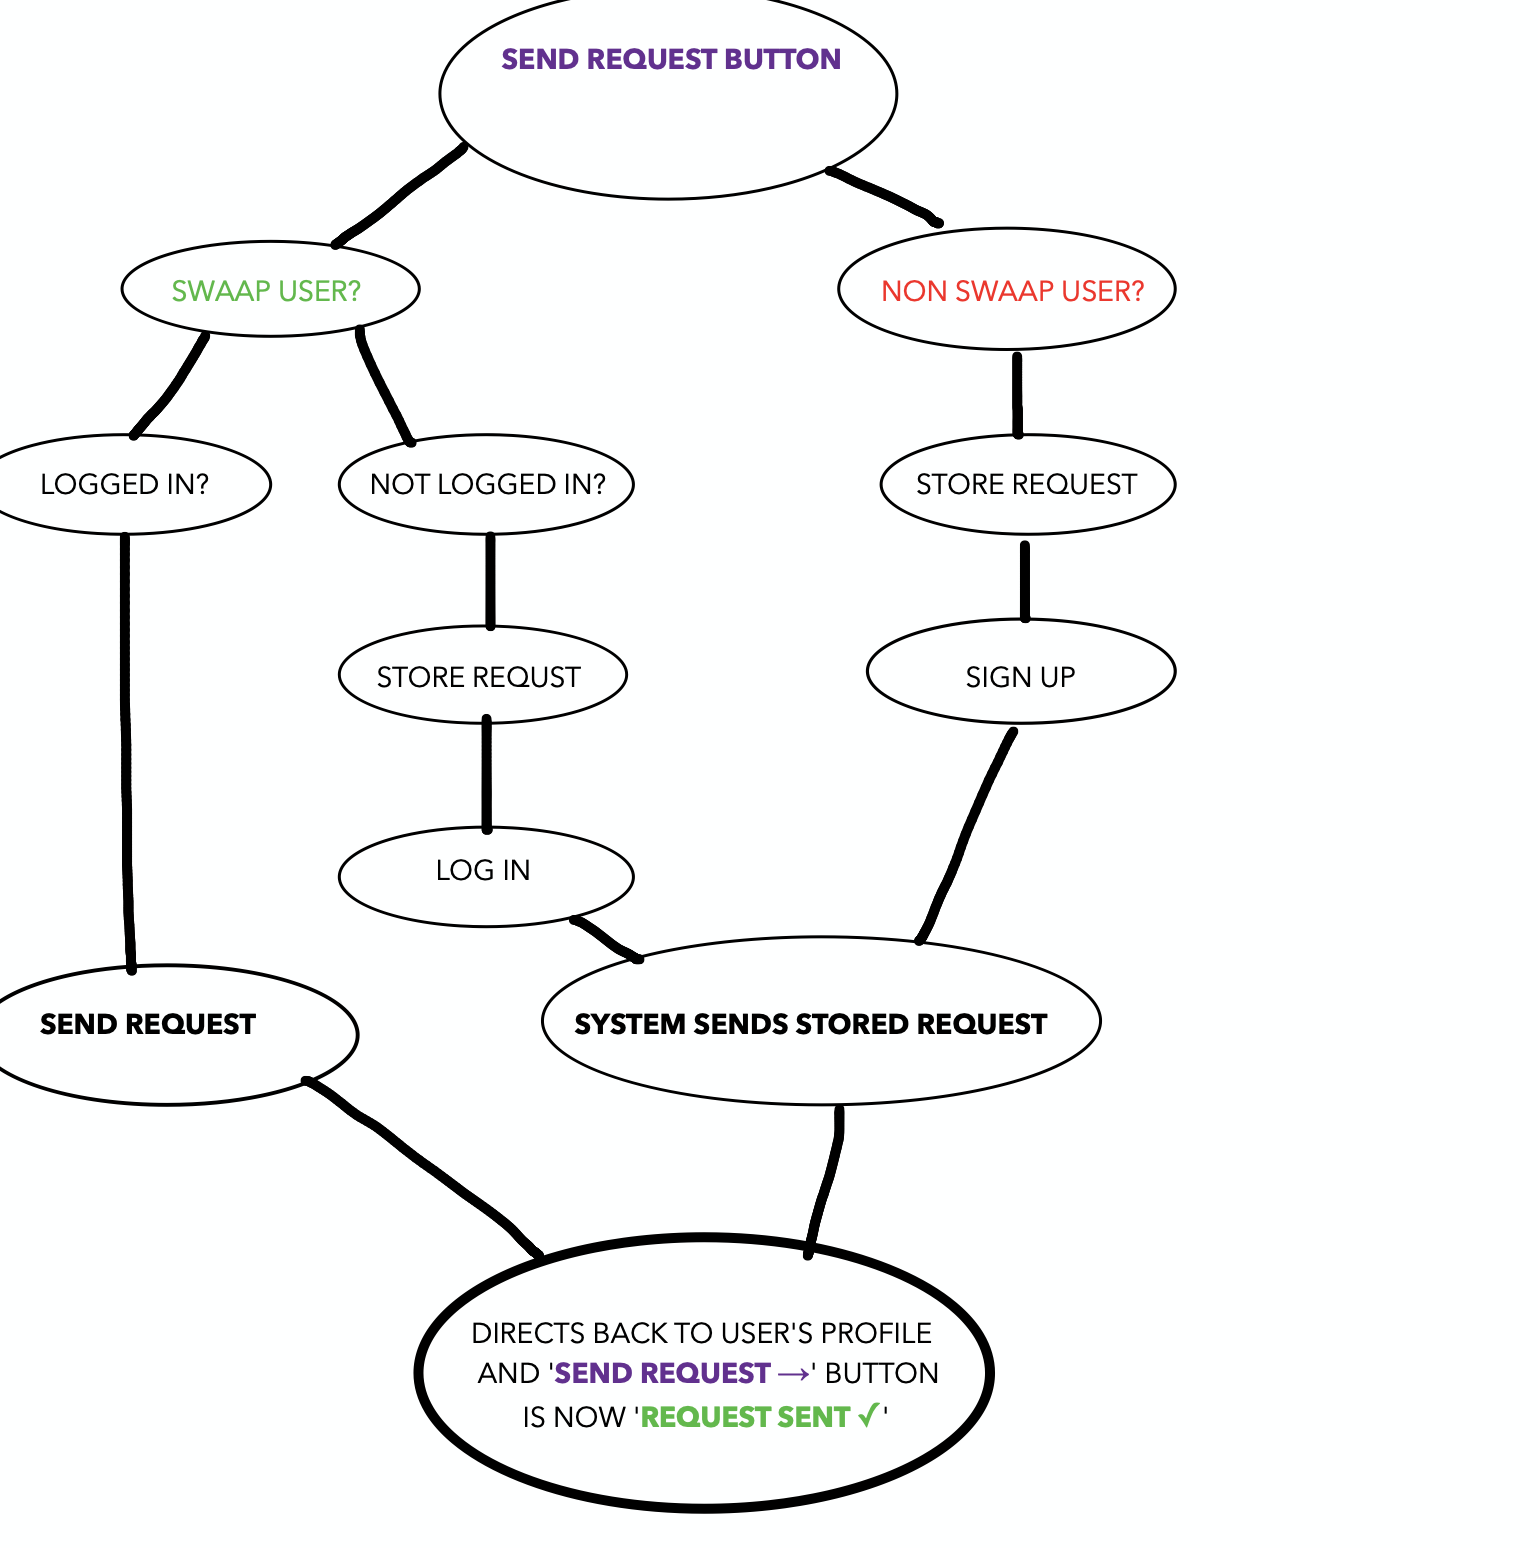 SEND REQUEST BUTTON
SWAAP USER?
NON SWAAP USER?
LOGGED IN?
NOT LOGGED IN?
STORE REQUEST
STORE REQUST
SIGN UP
LOG IN
SEND REQUEST
SYSTEM SENDS STORED REQUEST
DIRECTS BACK TO USER'S PROFILE
AND 'SEND REQUEST →' BUTTON
IS NOW 'REQUEST SENT ✓'